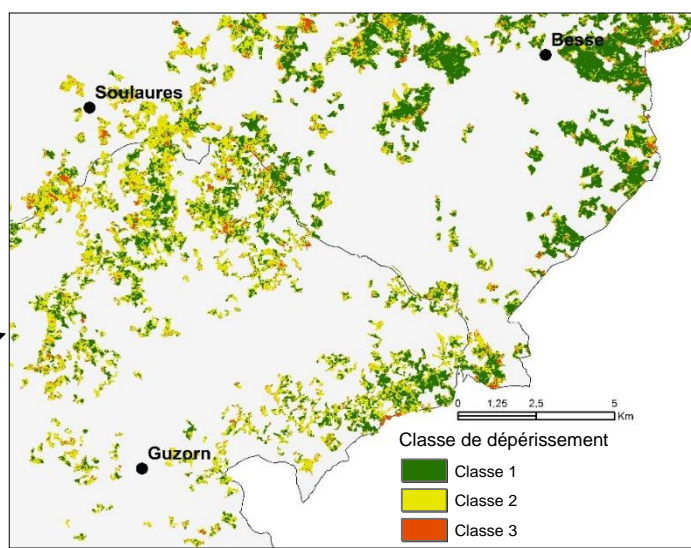 Besse
Soulaures
Guzorn
0 1,25 2,5 5
Km
Classe de dépérissement
Classe 1
Classe 2
Classe 3